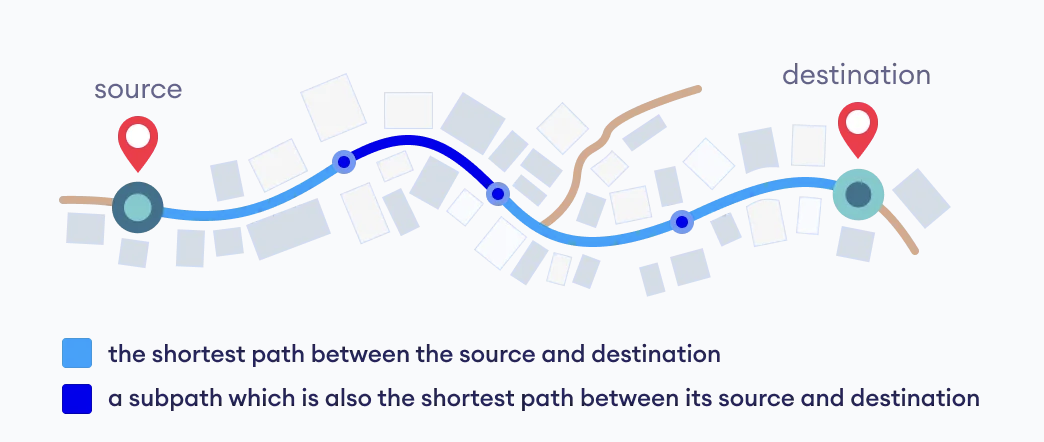 source
destination
the shortest path between the source and destination
a subpath which is also the shortest path between its source and destination